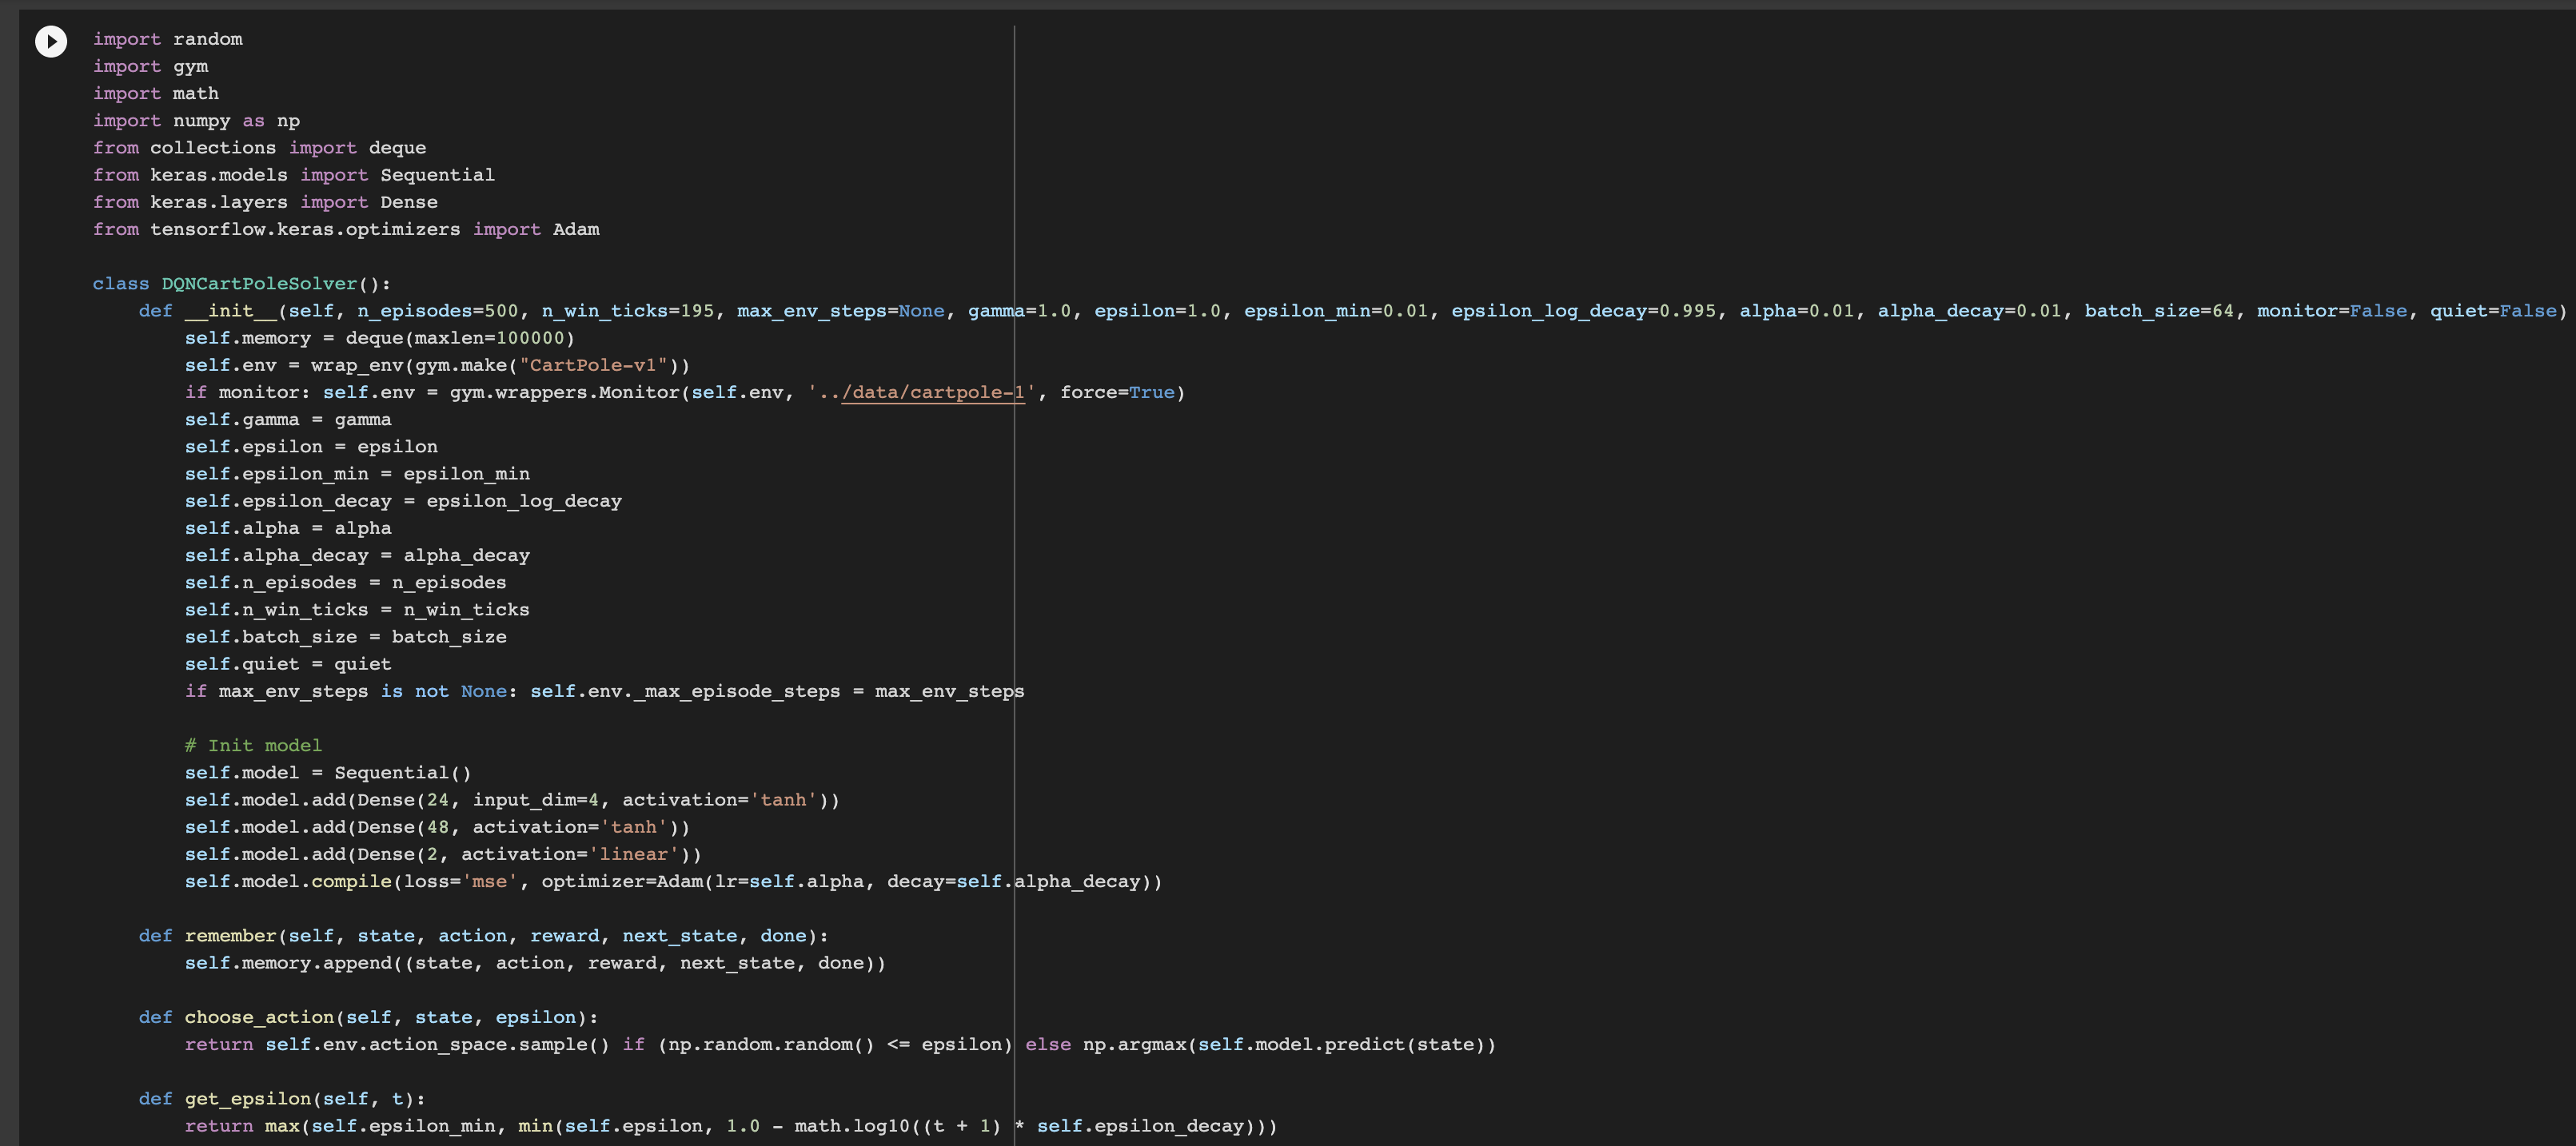 import random
import gym
import math
import numpy as np
from collections import deque
from keras.models import Sequential
from keras.layers import Dense
from tensorflow.keras.optimizers import Adam

class DQNCartPoleSolver():
    def __init__(self, n_episodes=500, n_win_ticks=195, max_env_steps=None, gamma=1.0, epsilon=1.0, epsilon_min=0.01, epsilon_log_decay=0.995, alpha=0.01, alpha_decay=0.01, batch_size=64, monitor=False, quiet=False)
        self.memory = deque(maxlen=100000)
        self.env = wrap_env(gym.make("CartPole-v1"))
        if monitor: self.env = gym.wrappers.Monitor(self.env, '../data/cartpole-1', force=True)
        self.gamma = gamma
        self.epsilon = epsilon
        self.epsilon_min = epsilon_min
        self.epsilon_decay = epsilon_log_decay
        self.alpha = alpha
        self.alpha_decay = alpha_decay
        self.n_episodes = n_episodes
        self.n_win_ticks = n_win_ticks
        self.batch_size = batch_size
        self.quiet = quiet
        if max_env_steps is not None: self.env._max_episode_steps = max_env_steps

        # Init model
        self.model = Sequential()
        self.model.add(Dense(24, input_dim=4, activation='tanh'))
        self.model.add(Dense(48, activation='tanh'))
        self.model.add(Dense(2, activation='linear'))
        self.model.compile(loss='mse', optimizer=Adam(lr=self.alpha, decay=self.alpha_decay))

    def remember(self, state, action, reward, next_state, done):
        self.memory.append((state, action, reward, next_state, done))

    def choose_action(self, state, epsilon):
        return self.env.action_space.sample() if (np.random.random() <= epsilon) else np.argmax(self.model.predict(state))

    def get_epsilon(self, t):
        return max(self.epsilon_min, min(self.epsilon, 1.0 - math.log10((t + 1) * self.epsilon_decay)))